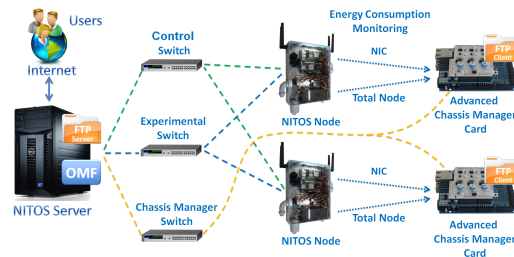 Users
Internet
FTP
Server
OMF
NITOS Server
Control
Switch
Experimental
Switch
Chassis Manager
Switch
Energy Consumption
Monitoring
NIC
Total Node
NITOS Node
FTP
Client
Advanced
Chassis Manager
Card
NIC
Total Node
NITOS Node
FTP
Client
Advanced
Chassis Manager
Card